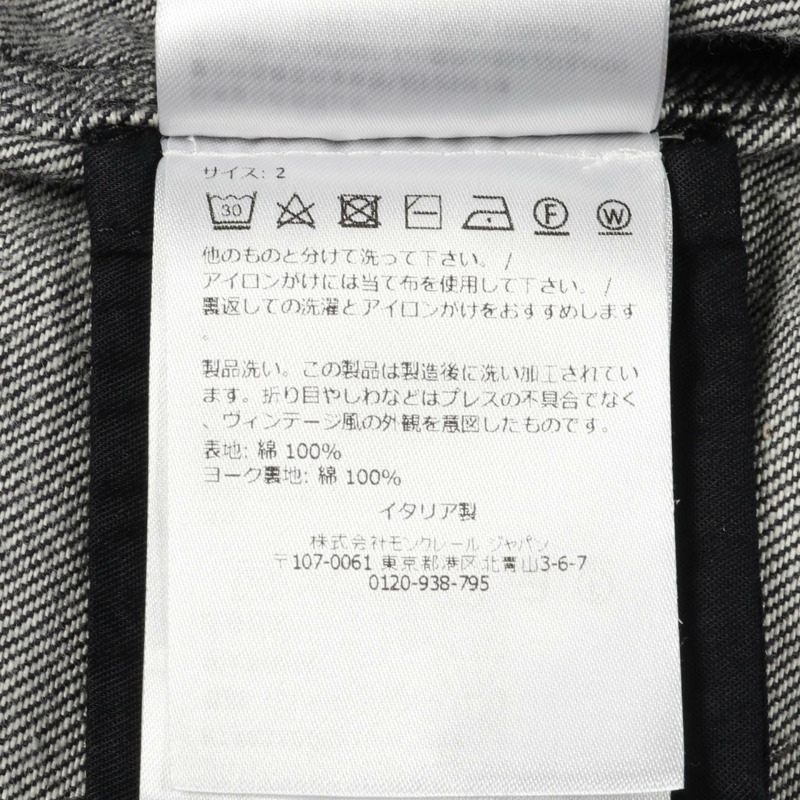 サイズ: 2
30 F W
他のものと分けて洗って下さい。 /
アイロンがけには当て布を使用して下さい。 /
裏返しての洗濯とアイロンがけをおすすめします
。
製品洗い。この製品は製造後に洗い加工されてい
ます。折り目やしわなどはプレスの不具合でなく
、ヴィンテージ風の外観を意図したものです。
表地: 綿 100%
ヨーク裏地: 綿 100%
イタリア製
株式会社モンクレール ジャパン
〒107-0061 東京都港区北青山3-6-7
0120-938-795